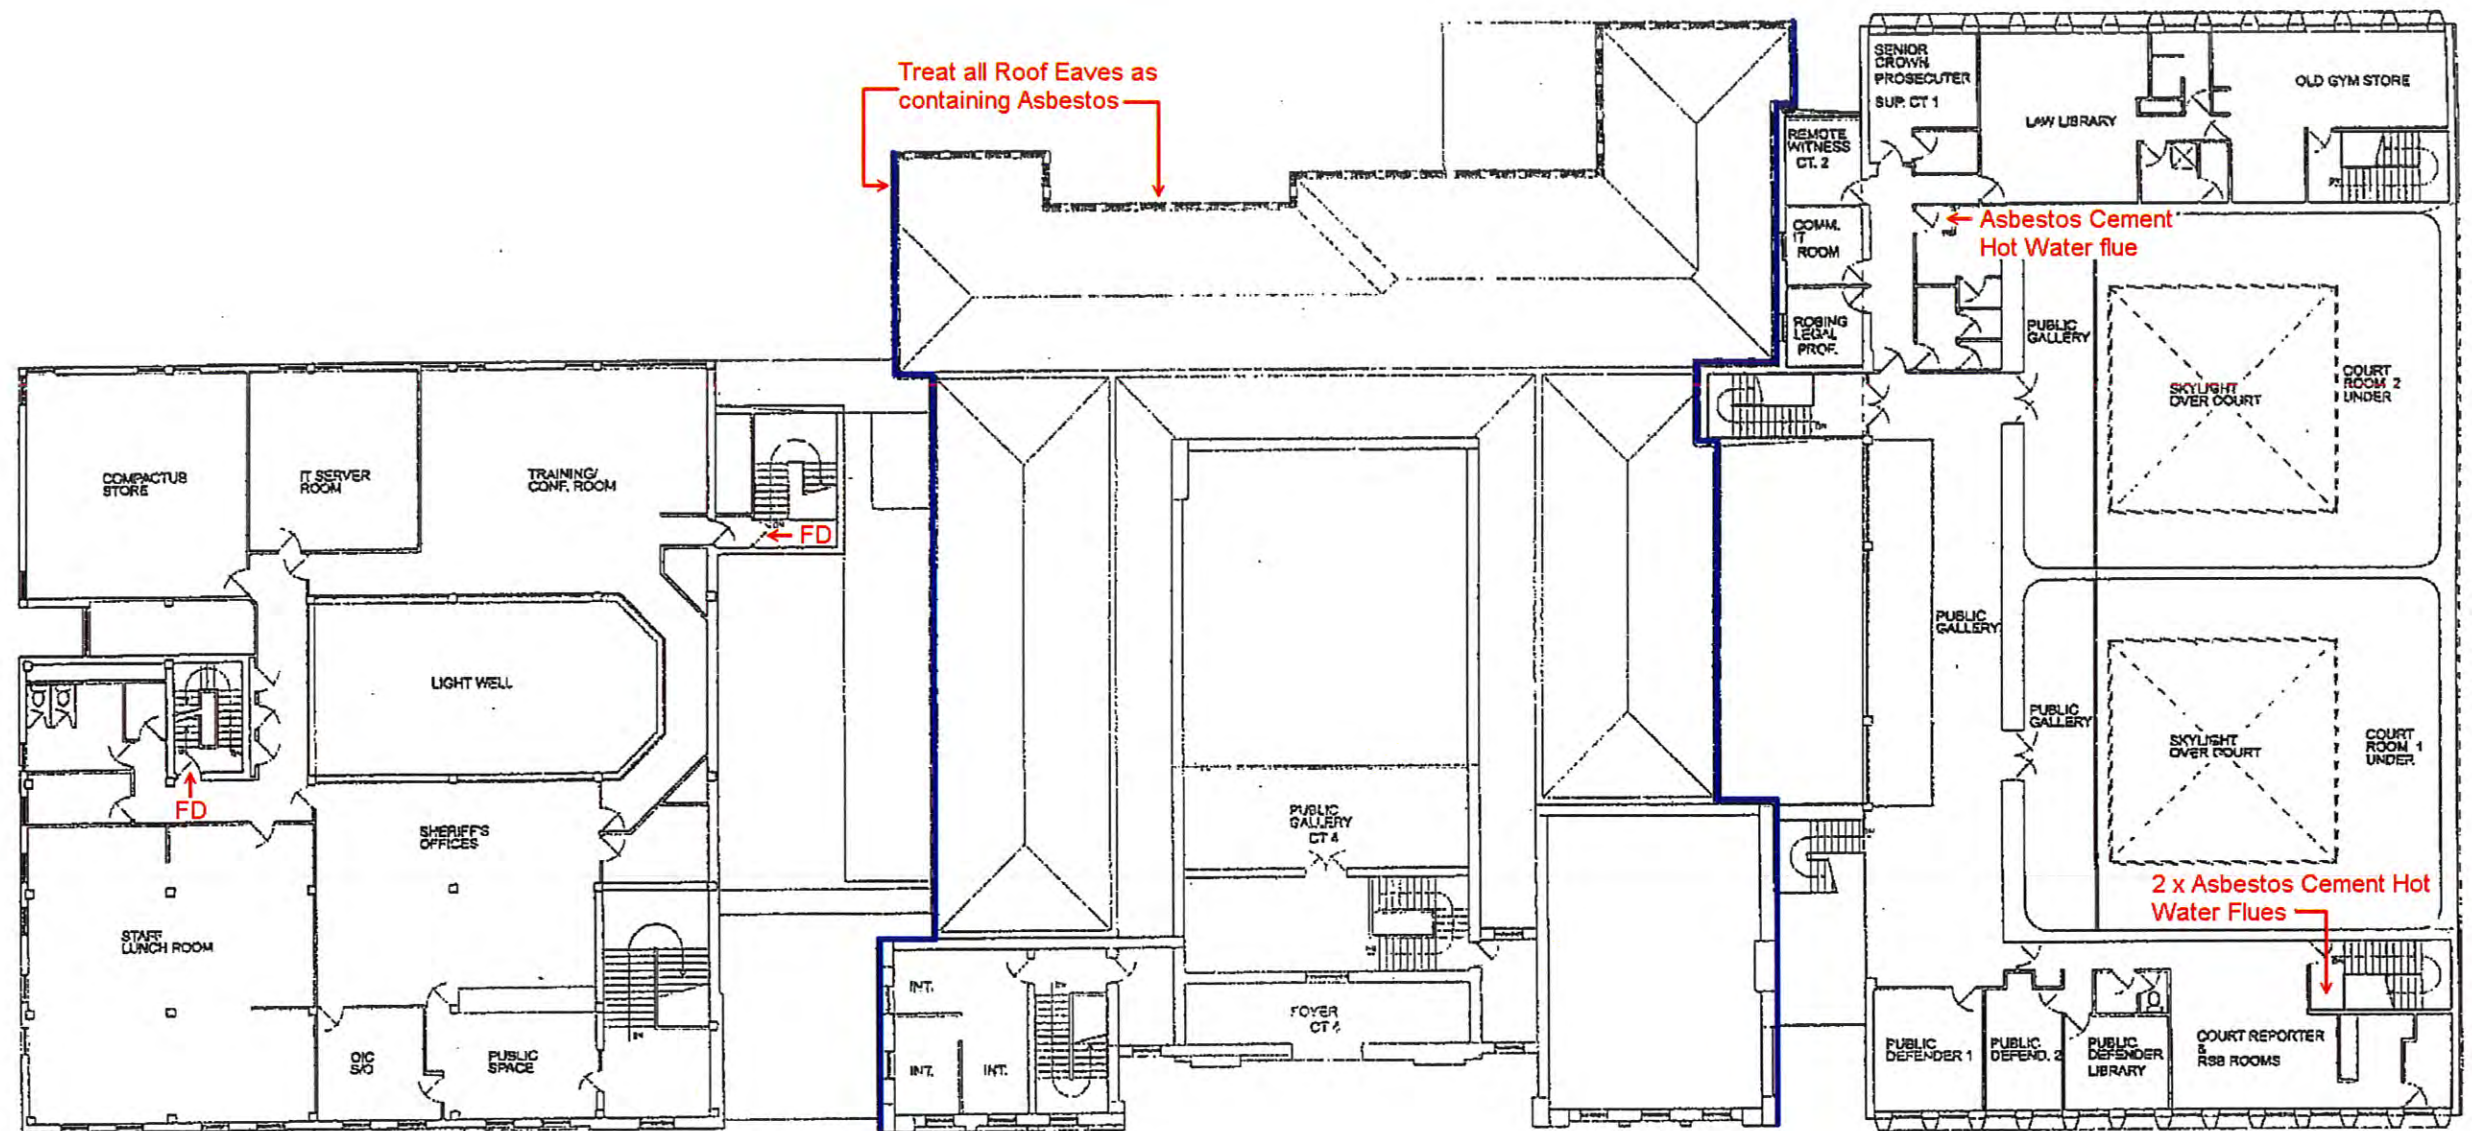 Treat all Roof Eaves as
containing Asbestos
SENIOR
CROWN
PROSECUTER
SUP. CT 1
LAW LIBRARY
OLD GYM STORE
REMOTE
WITNESS
CT. 2
COMM.
IT
ROOM
ROBING
LEGAL
PROF.
Asbestos Cement
Hot Water flue
PUBLIC
GALLERY
SKYLIGHT
OVER COURT
COURT
ROOM 2
UNDER
COMPACTUS
STORE
IT SERVER
ROOM
TRAINING/
CONF. ROOM
FD
LIGHT WELL
FD
PUBLIC
GALLERY
PUBLIC
GALLERY
SKYLIGHT
OVER COURT
COURT
ROOM 1
UNDER
SHERIFF'S
OFFICES
PUBLIC
GALLERY
CT 4
2 x Asbestos Cement Hot
Water Flues
STAFF
LUNCH ROOM
INT.
INT.
INT.
FOYER
CT 4
OIC
S/O
PUBLIC
SPACE
PUBLIC
DEFENDER 1
PUBLIC
DEFEND. 2
PUBLIC
DEFENDER
LIBRARY
COURT REPORTER
&
RSB ROOMS